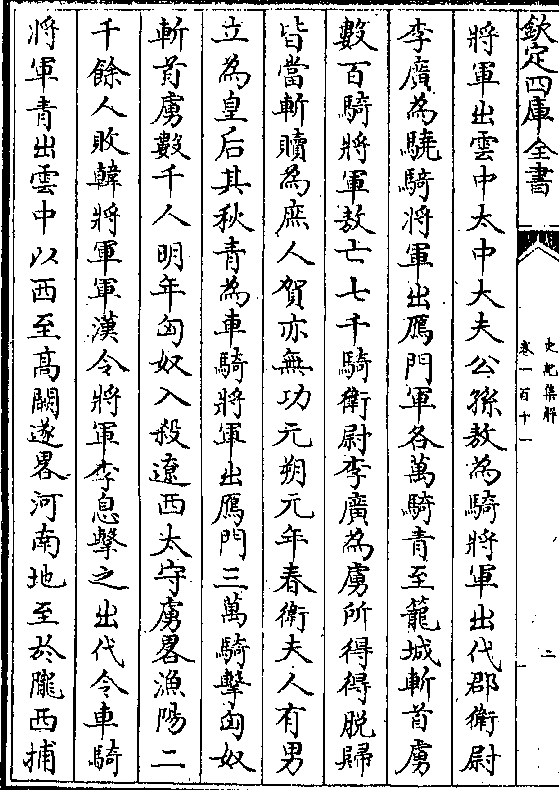 欽定四庫全書
史記集解
卷一百十一
二
將軍出雲中太中大夫公孫敖為騎將軍出代郡衛尉
李廣為驍騎將軍出鴈門軍各萬騎青至籠城斬首虜
數百騎將軍敖亡七千騎衛尉李廣為虜所得得脫歸
皆當斬贖為庶人賀亦無功元朔元年春衛夫人有男
立為皇后其秋青為車騎將軍出鴈門三萬騎擊匈奴
斬首虜數千人明年匈奴入殺遼西太守虜畧漁陽二
千餘人敗韓將軍軍漢令將軍李息擊之出代令車騎
將軍青出雲中以西至高闕遂畧河南地至於隴西捕